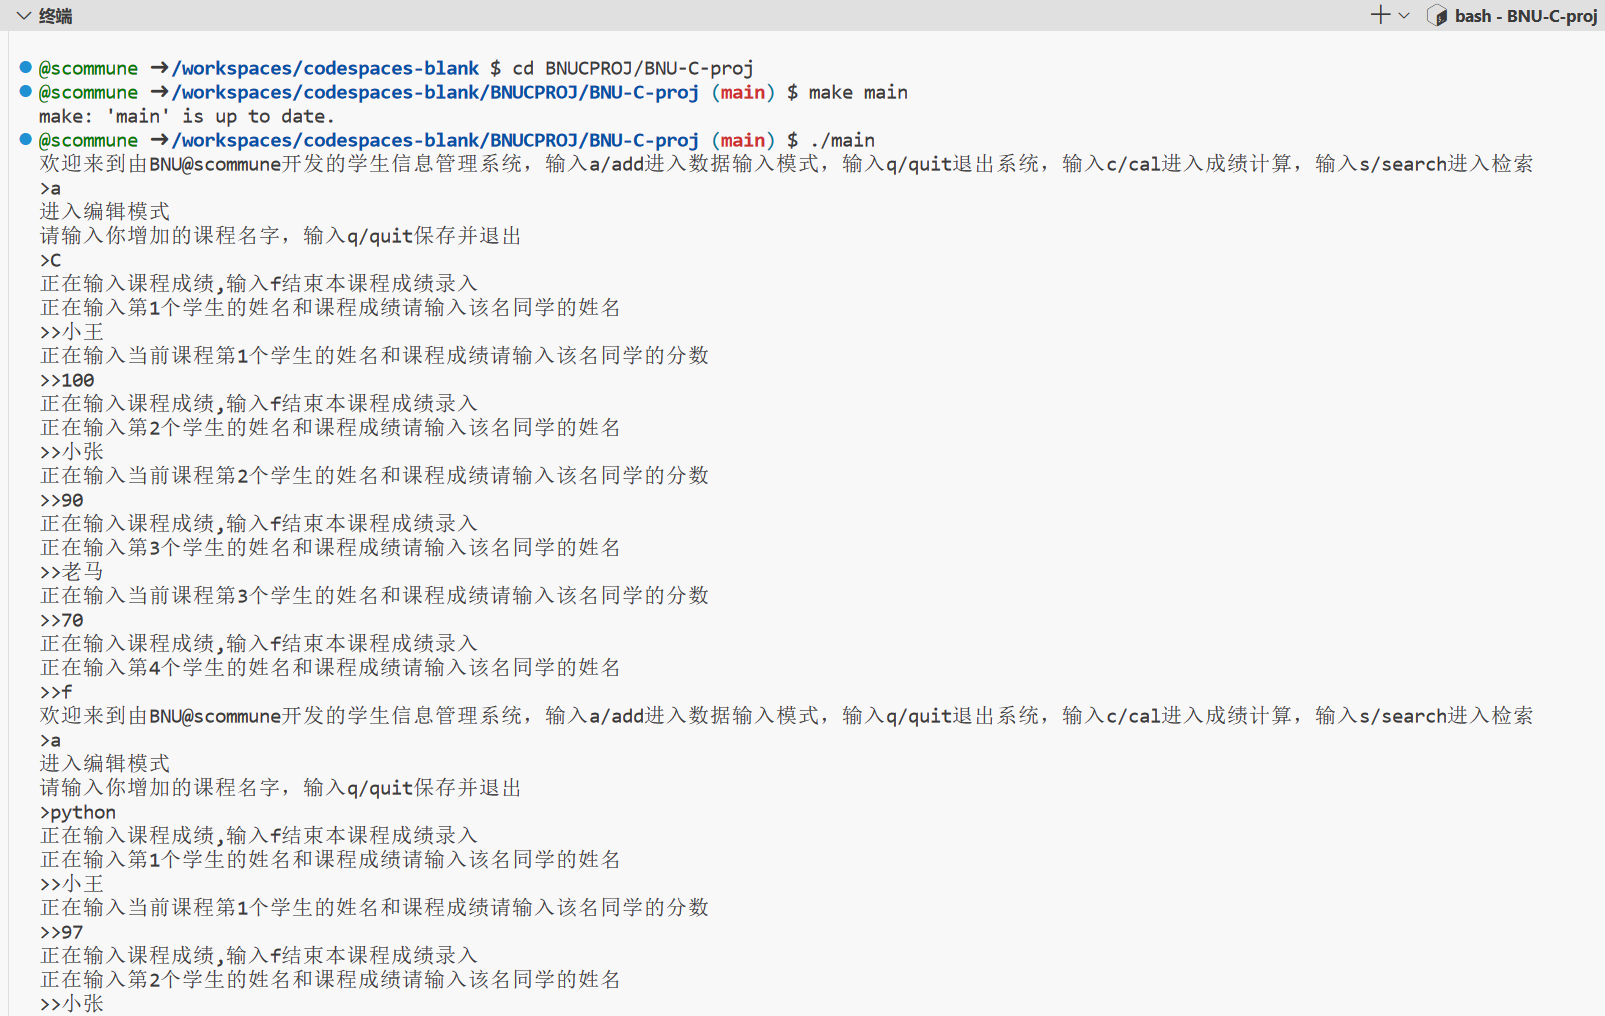 终端
bash - BNU-C-proj
@scommune ➜/workspaces/codespaces-blank $ cd BNUCPROJ/BNU-C-proj
@scommune ➜/workspaces/codespaces-blank/BNUCPROJ/BNU-C-proj (main) $ make main
make: 'main' is up to date.
@scommune ➜/workspaces/codespaces-blank/BNUCPROJ/BNU-C-proj (main) $ ./main
欢迎来到由BNU@scommune开发的学生信息管理系统，输入a/add进入数据输入模式，输入q/quit退出系统，输入c/cal进入成绩计算，输入s/search进入检索
>a
进入编辑模式
请输入你增加的课程名字，输入q/quit保存并退出
>C
正在输入课程成绩,输入f结束本课程成绩录入
正在输入第1个学生的姓名和课程成绩请输入该名同学的姓名
>>小王
正在输入当前课程第1个学生的姓名和课程成绩请输入该名同学的分数
>>100
正在输入课程成绩,输入f结束本课程成绩录入
正在输入第2个学生的姓名和课程成绩请输入该名同学的姓名
>>小张
正在输入当前课程第2个学生的姓名和课程成绩请输入该名同学的分数
>>90
正在输入课程成绩,输入f结束本课程成绩录入
正在输入第3个学生的姓名和课程成绩请输入该名同学的姓名
>>老马
正在输入当前课程第3个学生的姓名和课程成绩请输入该名同学的分数
>>70
正在输入课程成绩,输入f结束本课程成绩录入
正在输入第4个学生的姓名和课程成绩请输入该名同学的姓名
>>f
欢迎来到由BNU@scommune开发的学生信息管理系统，输入a/add进入数据输入模式，输入q/quit退出系统，输入c/cal进入成绩计算，输入s/search进入检索
>a
进入编辑模式
请输入你增加的课程名字，输入q/quit保存并退出
>python
正在输入课程成绩,输入f结束本课程成绩录入
正在输入第1个学生的姓名和课程成绩请输入该名同学的姓名
>>小王
正在输入当前课程第1个学生的姓名和课程成绩请输入该名同学的分数
>>97
正在输入课程成绩,输入f结束本课程成绩录入
正在输入第2个学生的姓名和课程成绩请输入该名同学的姓名
>>小张